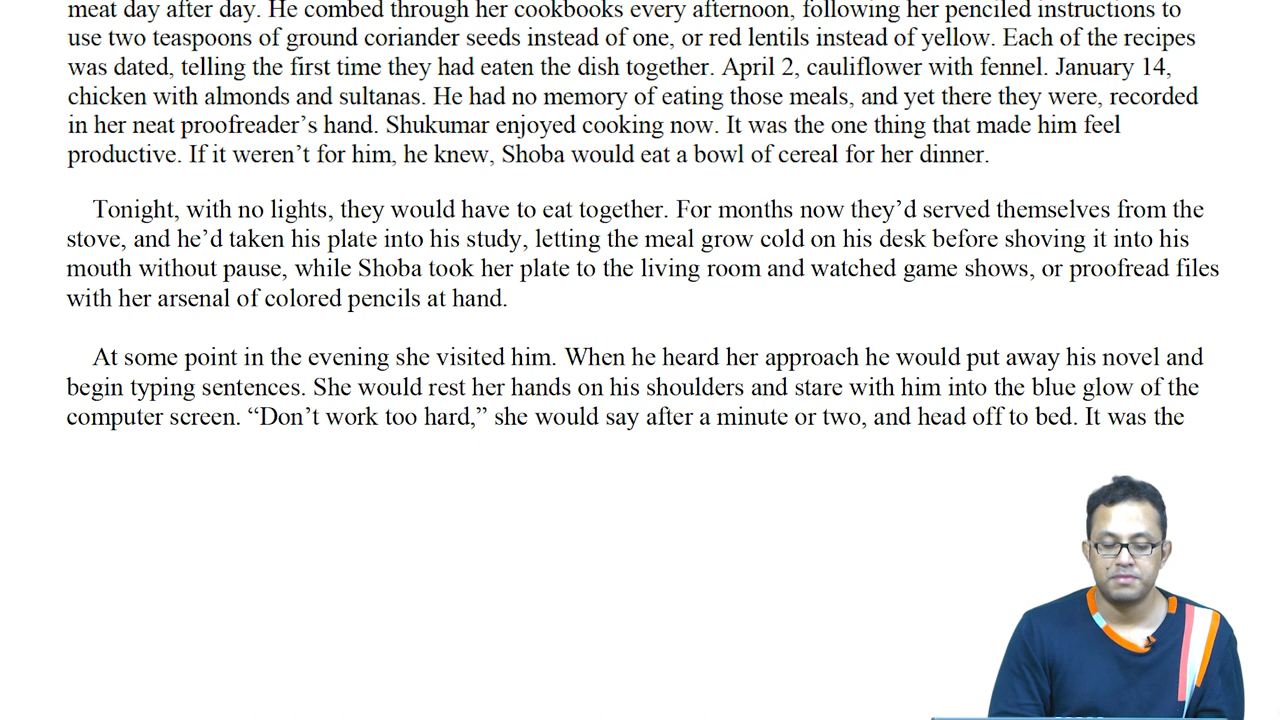 meat day after day. He combed through her cookbooks every afternoon, following her penciled instructions to
use two teaspoons of ground coriander seeds instead of one, or red lentils instead of yellow. Each of the recipes
was dated, telling the first time they had eaten the dish together. April 2, cauliflower with fennel. January 14,
chicken with almonds and sultanas. He had no memory of eating those meals, and yet there they were, recorded
in her neat proofreader’s hand. Shukumar enjoyed cooking now. It was the one thing that made him feel
productive. If it weren’t for him, he knew, Shoba would eat a bowl of cereal for her dinner.
Tonight, with no lights, they would have to eat together. For months now they’d served themselves from the
stove, and he’d taken his plate into his study, letting the meal grow cold on his desk before shoving it into his
mouth without pause, while Shoba took her plate to the living room and watched game shows, or proofread files
with her arsenal of colored pencils at hand.
At some point in the evening she visited him. When he heard her approach he would put away his novel and
begin typing sentences. She would rest her hands on his shoulders and stare with him into the blue glow of the
computer screen. “Don’t work too hard,” she would say after a minute or two, and head off to bed. It was the